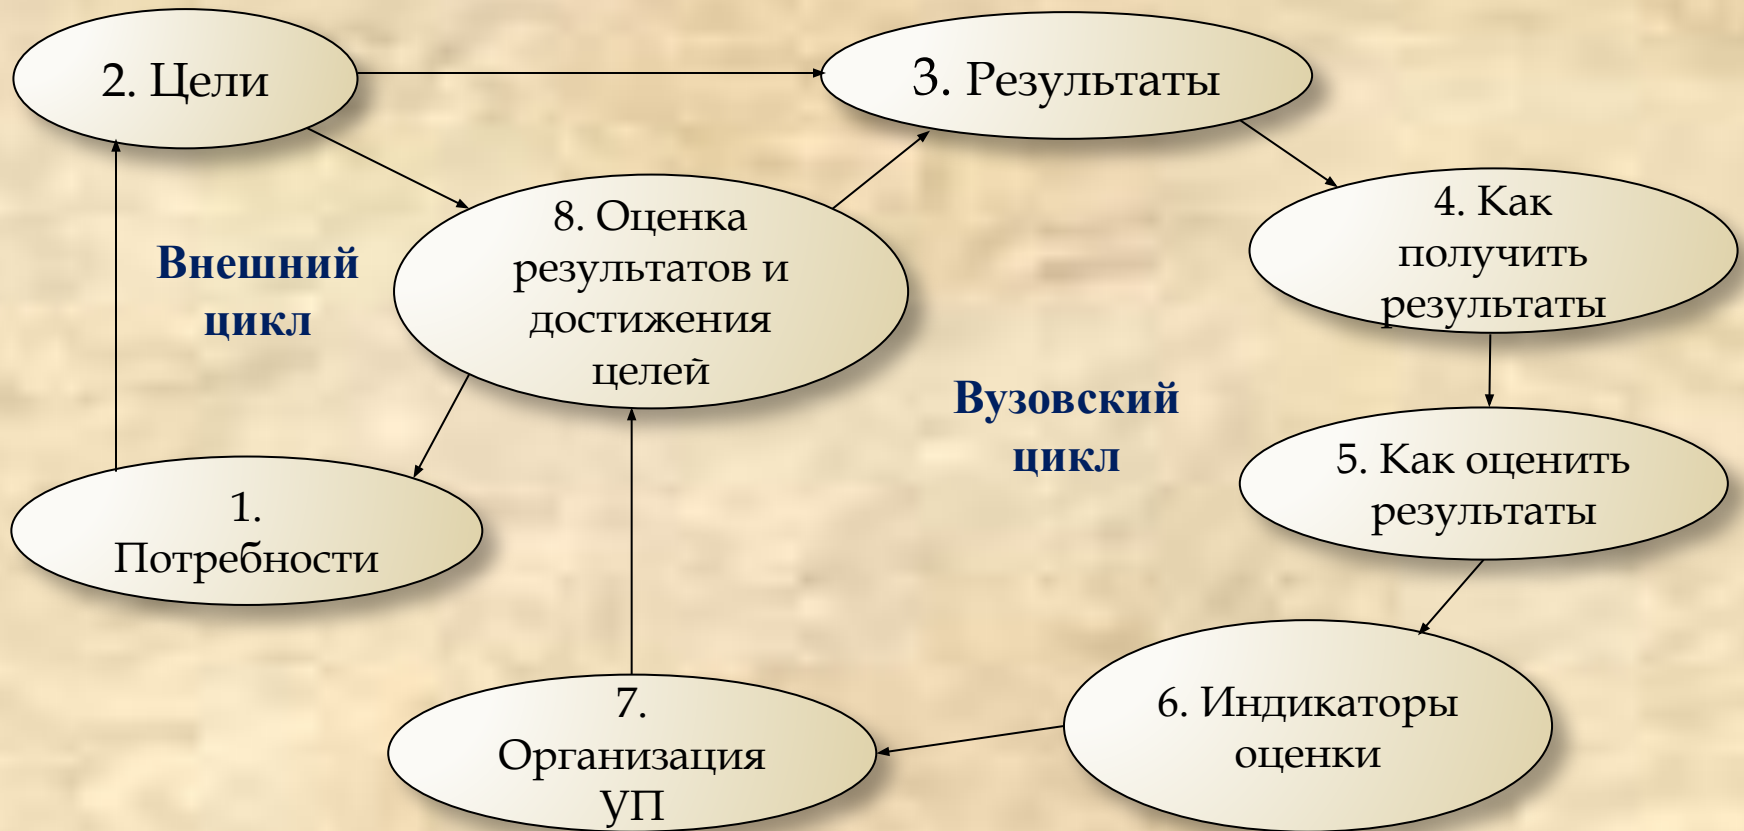 2. Цели
3. Результаты
8. Оценка
результатов и
достижения
целей
4. Как
получить
результаты
Внешний
цикл
Вузовский
цикл
1.
Потребности
5. Как оценить
результаты
6. Индикаторы
оценки
7.
Организация
УП